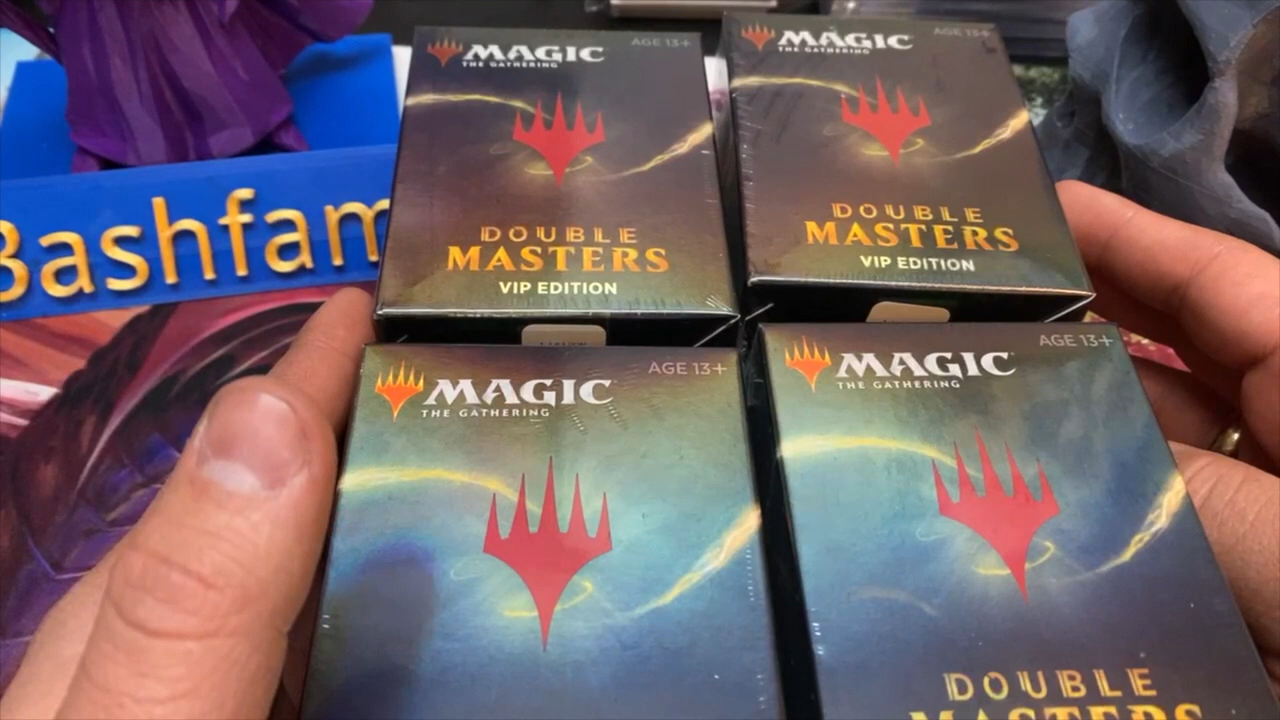 Bashfam
MAGIC
THE GATHERING
AGE 13+
DOUBLE
MASTERS
VIP EDITION
MAGIC
THE GATHERING
AGE 13+
DOUBLE
MASTERS
VIP EDITION
MAGIC
THE GATHERING
AGE 13+
MAGIC
THE GATHERING
AGE 13+
DOUBLE
MASTERS